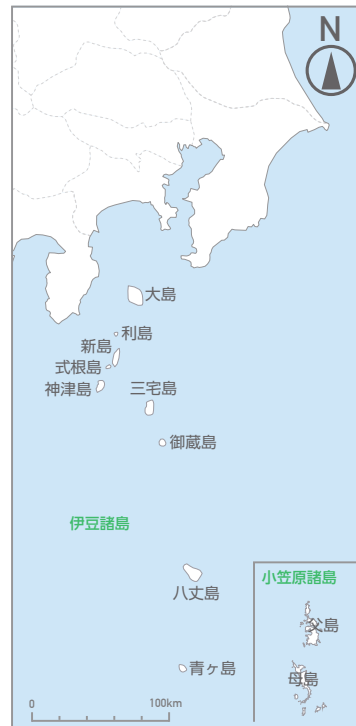 N
大島
利島
新島
式根島
神津島
三宅島
御蔵島
伊豆諸島
八丈島
小笠原諸島
父島
母島
青ヶ島
0
100km